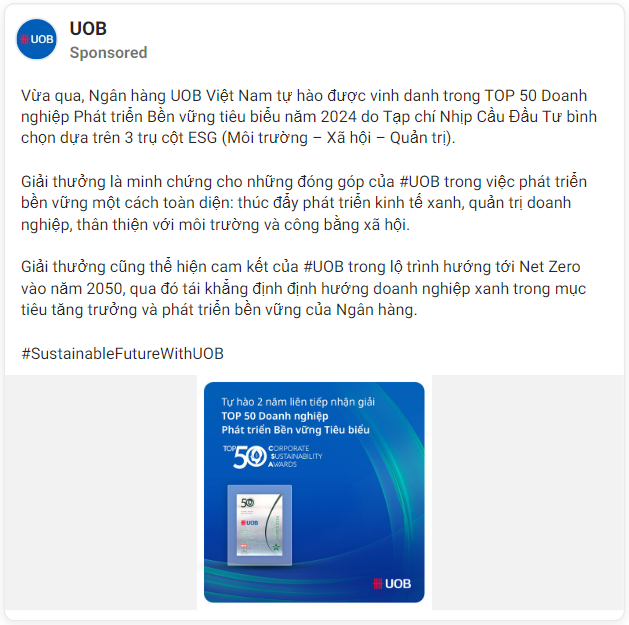 UOB
UOB
Sponsored
Vừa qua, Ngân hàng UOB Việt Nam tự hào được vinh danh trong TOP 50 Doanh
nghiệp Phát triển Bền vững tiêu biểu năm 2024 do Tạp chí Nhịp Cầu Đầu Tư bình
chọn dựa trên 3 trụ cột ESG (Môi trường – Xã hội – Quản trị).
Giải thưởng là minh chứng cho những đóng góp của #UOB trong việc phát triển
bền vững một cách toàn diện: thúc đẩy phát triển kinh tế xanh, quản trị doanh
nghiệp, thân thiện với môi trường và công bằng xã hội.
Giải thưởng cũng thể hiện cam kết của #UOB trong lộ trình hướng tới Net Zero
vào năm 2050, qua đó tái khẳng định định hướng doanh nghiệp xanh trong mục
tiêu tăng trưởng và phát triển bền vững của Ngân hàng.
#SustainableFutureWithUOB
Tự hào 2 năm liên tiếp nhận giải
TOP 50 Doanh nghiệp
Phát triển Bền vững Tiêu biểu
TOP 50 CORPORATE
SUSTAINABILITY
AWARDS
50
UOB
UOB